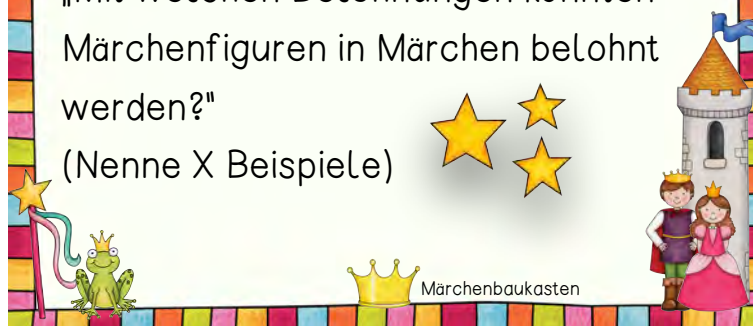 Märchenfiguren in Märchen belohnt
werden?"
(Nenne X Beispiele)
Märchenbaukasten